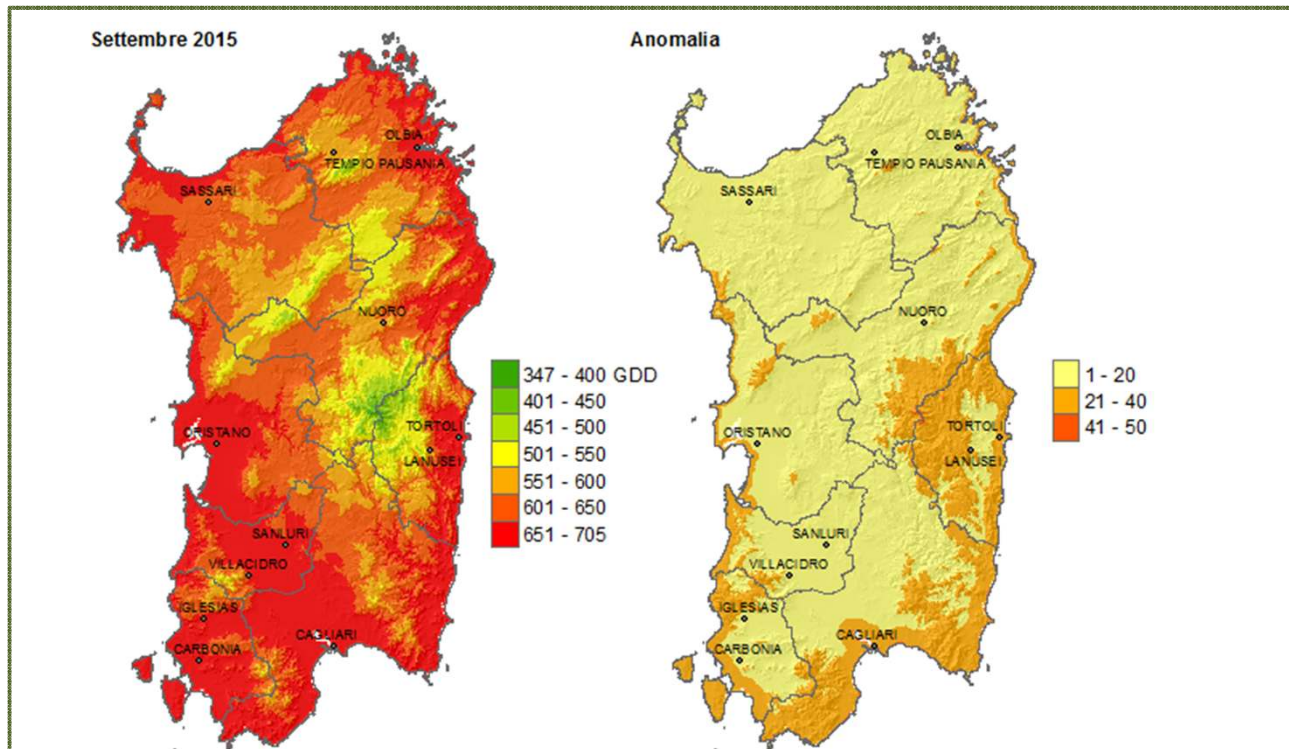 Settembre 2015
OLBIA
TEMPIO PAUSANIA
SASSARI
NUORO
ORISTANO
TORTOLI
LANUSEI
SANLURI
VILLACIDRO
IGLESIAS
CAGLIARI
CARBONIA
347 - 400 GDD
401 - 450
451 - 500
501 - 550
551 - 600
601 - 650
651 - 705
Anomalia
OLBIA
TEMPIO PAUSANIA
SASSARI
NUORO
ORISTANO
TORTOLI
LANUSEI
SANLURI
VILLACIDRO
IGLESIAS
CAGLIARI
CARBONIA
1 - 20
21 - 40
41 - 50